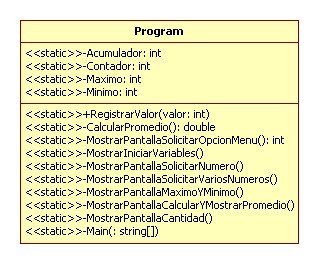 Program
<<static>>-Acumulador: int
<<static>>-Contador: int
<<static>>-Maximo: int
<<static>>-Minimo: int
<<static>>+RegistrarValor(valor: int)
<<static>>-CalcularPromedio(): double
<<static>>-MostrarPantallaSolicitarOpcionMenu(): int
<<static>>-MostrarIniciarVariables()
<<static>>-MostrarPantallaSolicitarNumero()
<<static>>-MostrarPantallaSolicitarVariosNumeros()
<<static>>-MostrarPantallaMaximoYMinimo()
<<static>>-MostrarPantallaCalcularYMostrarPromedio()
<<static>>-MostrarPantallaCantidad()
<<static>>-Main(: string[])